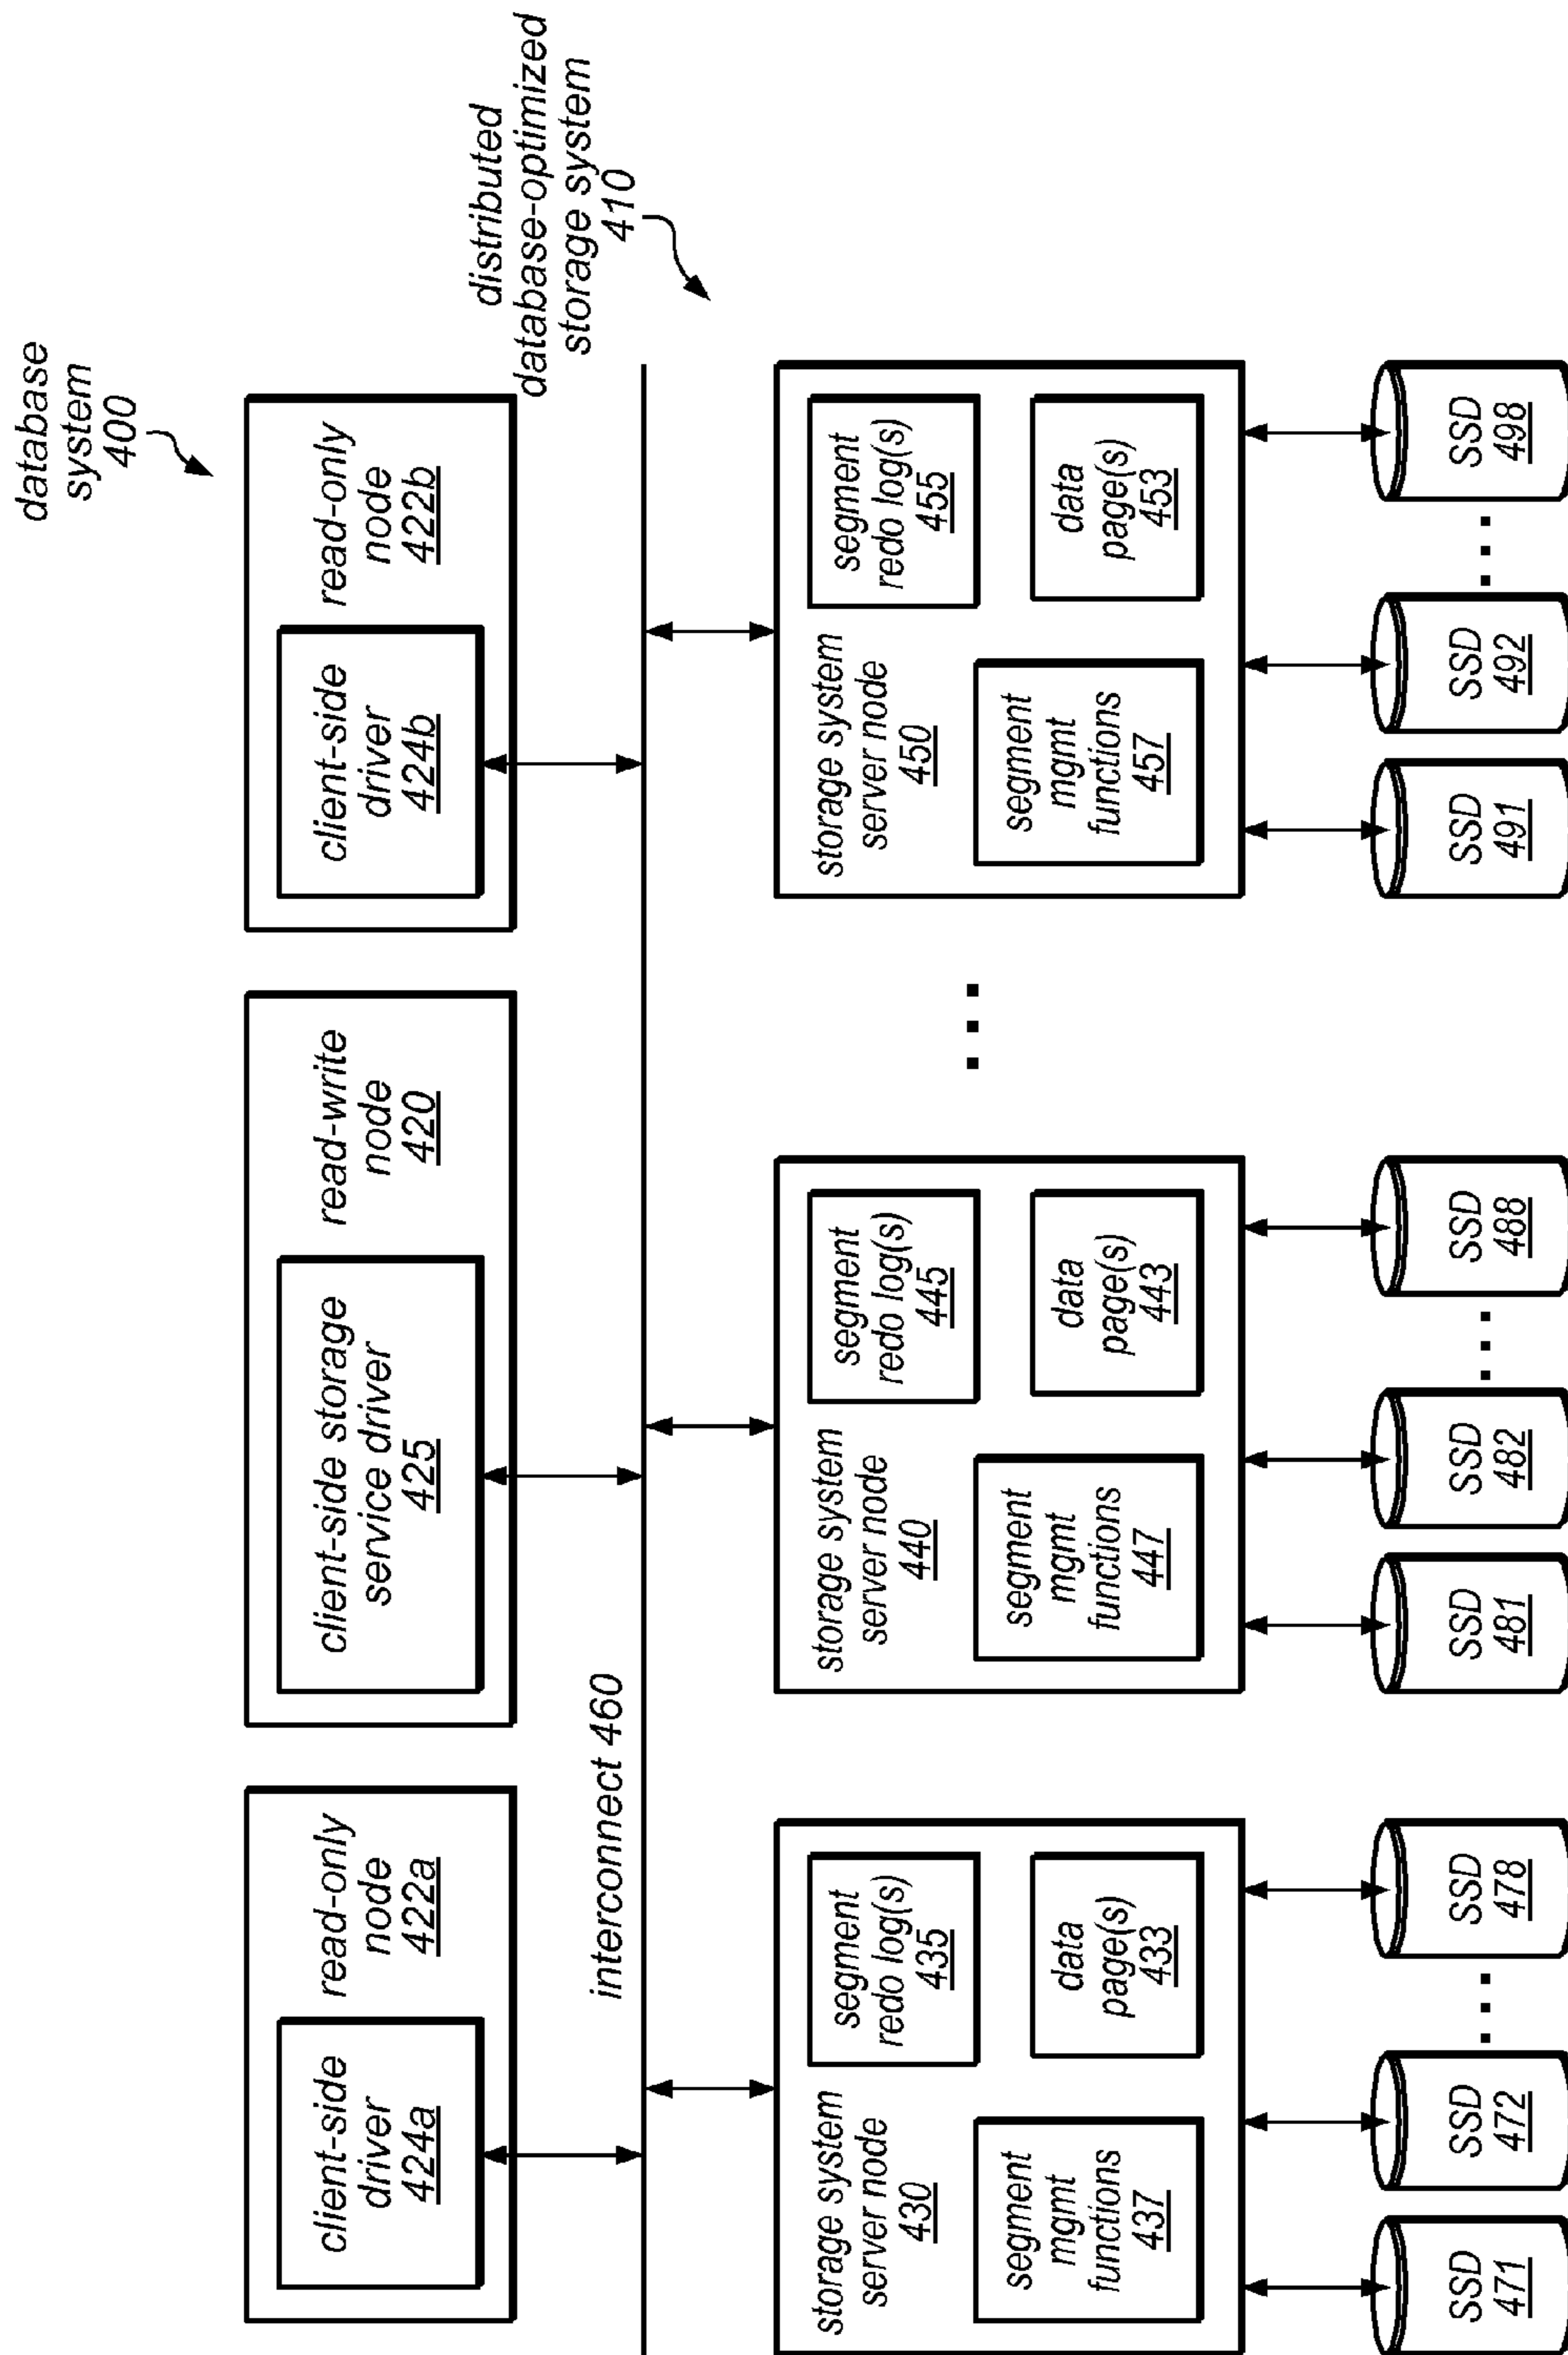 database
system
400
read-only
node
422a
client-side
driver
424a
read-write
node
420
client-side storage
service driver
425
read-only
node
422b
client-side
driver
424b
interconnect 460
distributed
database-optimized
storage system
410
storage system
server node
430
segment
redo log(s)
435
segment
mgmt
functions
437
data
page(s)
433
storage system
server node
440
segment
redo log(s)
445
segment
mgmt
functions
447
data
page(s)
443
...
storage system
server node
450
segment
redo log(s)
455
segment
mgmt
functions
457
data
page(s)
453
SSD
471
SSD
472
...
SSD
478
SSD
481
SSD
482
...
SSD
488
SSD
491
SSD
492
...
SSD
498